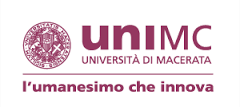 uniMC
UNIVERSITÀ DI MACERATA
l'umanesimo che innova